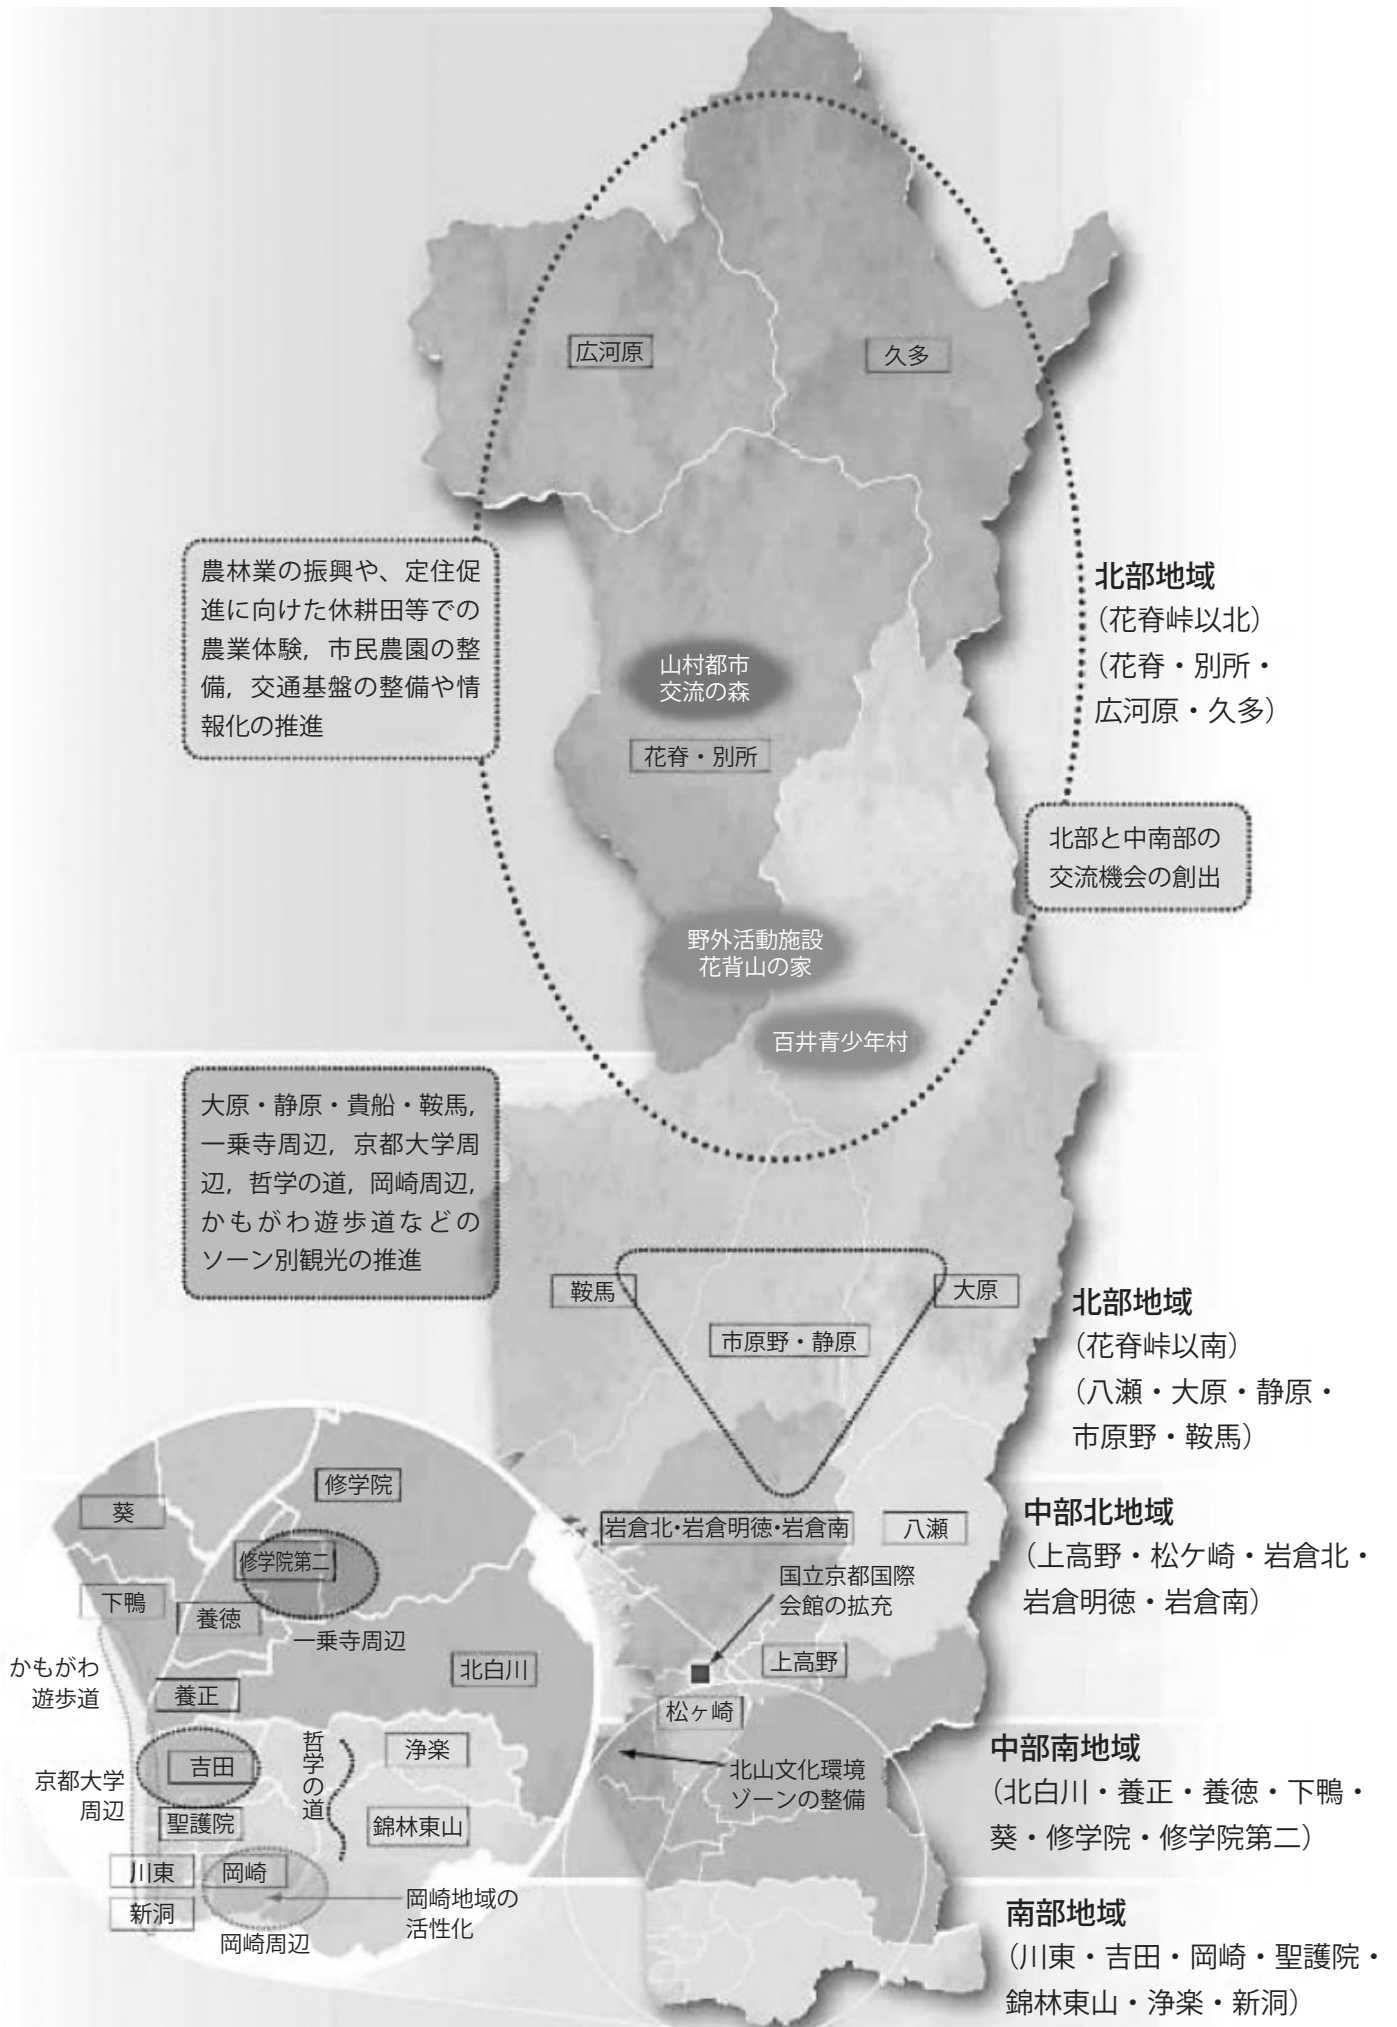 広河原
久多
農林業の振興や、定住促
進に向けた休耕田等での
農業体験，市民農園の整
備，交通基盤の整備や情
報化の推進
北部地域
（花脊峠以北）
（花脊・別所・
広河原・久多）
山村都市
交流の森
花脊・別所
北部と中南部の
交流機会の創出
野外活動施設
花背山の家
百井青少年村
大原・静原・貴船・鞍馬，
一乗寺周辺，京都大学周
辺，哲学の道，岡崎周辺，
かもがわ遊歩道などの
ソーン別観光の推進
鞍馬
大原
市原野・静原
北部地域
（花脊峠以南）
（八瀬・大原・静原・
市原野・鞍馬）
岩倉北・岩倉明徳・岩倉南
八瀬
国立京都国際
会館の拡充
上高野
松ヶ崎
北山文化環境
ゾーンの整備
中部北地域
（上高野・松ケ崎・岩倉北・
岩倉明徳・岩倉南）
中部南地域
（北白川・養正・養徳・下鴨・
葵・修学院・修学院第二）
南部地域
（川東・吉田・岡崎・聖護院・
錦林東山・浄楽・新洞）
修学院
葵
修学院第二
下鴨
養徳
一乗寺周辺
かもがわ
遊歩道
北白川
養正
哲学の道
浄楽
吉田
京都大学
周辺
聖護院
錦林東山
川東
岡崎
新洞
岡崎地域の
活性化
岡崎周辺